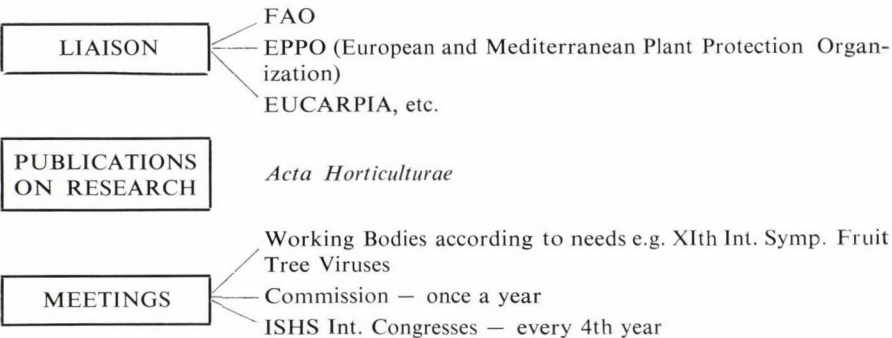 FAO
LIAISON
EPPO (European and Mediterranean Plant Protection Organ-
ization)
EUCARPIA, etc.
PUBLICATIONS
ON RESEARCH
Acta Horticulturae
Working Bodies according to needs e.g. XIth Int. Symp. Fruit
Tree Viruses
MEETINGS
Commission — once a year
ISHS Int. Congresses — every 4th year